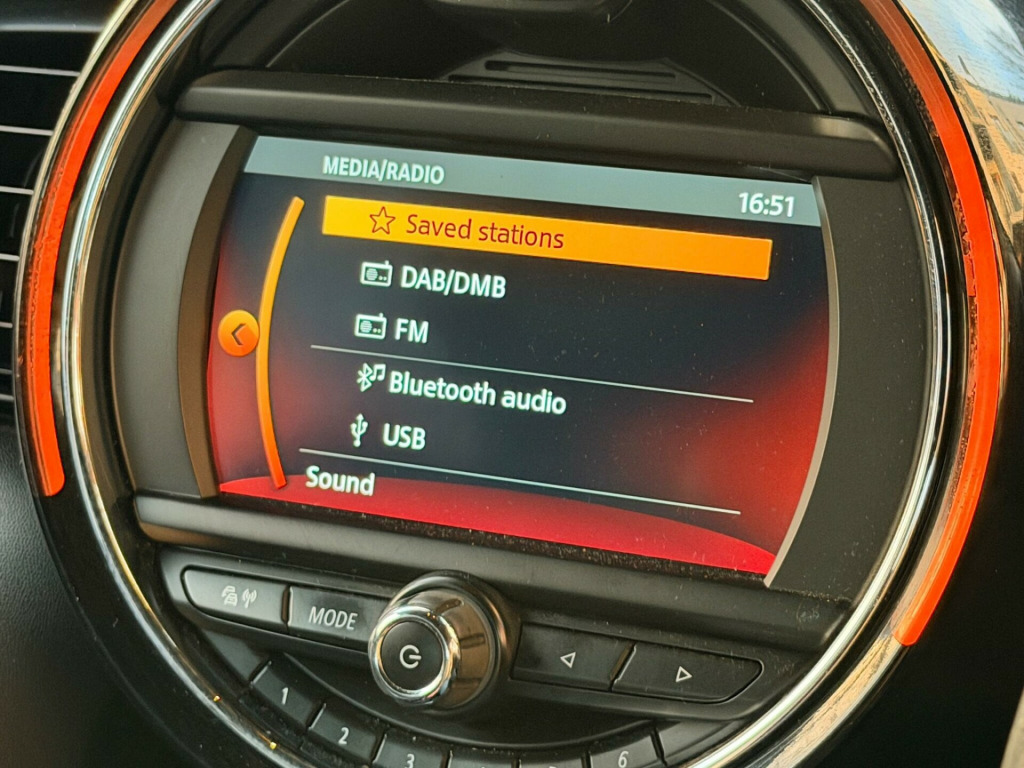 MEDIA/RADIO
16:51
Saved stations
DAB/DMB
FM
Bluetooth audio
USB
Sound
MODE
1
2
3
6